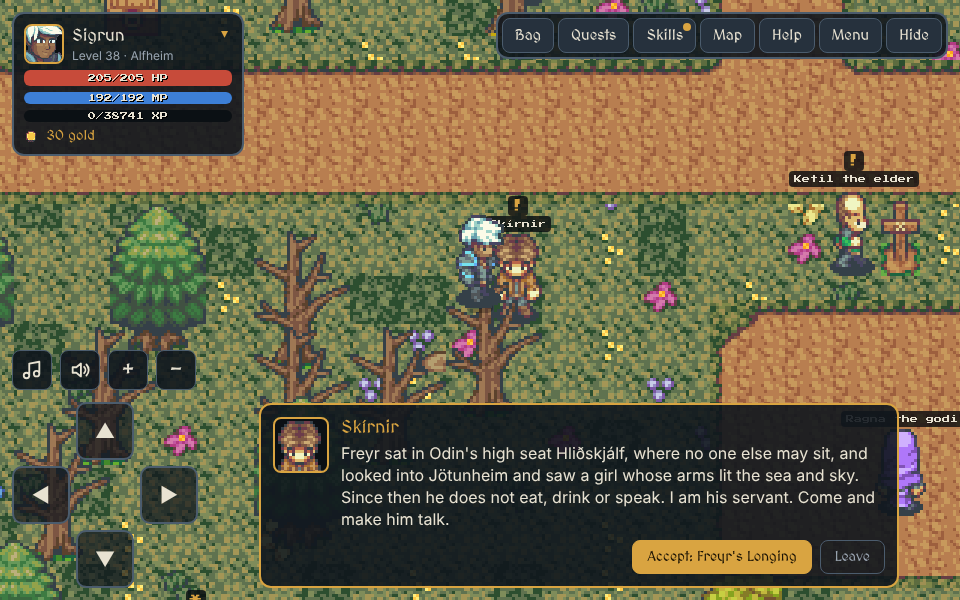 Sigrun
Level 38 · Alfheim
205/205 HP
192/192 MP
0/38741 XP
30 gold
Bag
Quests
Skills
Map
Help
Menu
Hide
Ketil the elder
Skírnir
Freyr sat in Odin's high seat Hliðskjálf, where no one else may sit, and
looked into Jötunheim and saw a girl whose arms lit the sea and sky.
Since then he does not eat, drink or speak. I am his servant. Come and
make him talk.
Accept: Freyr's Longing
Leave